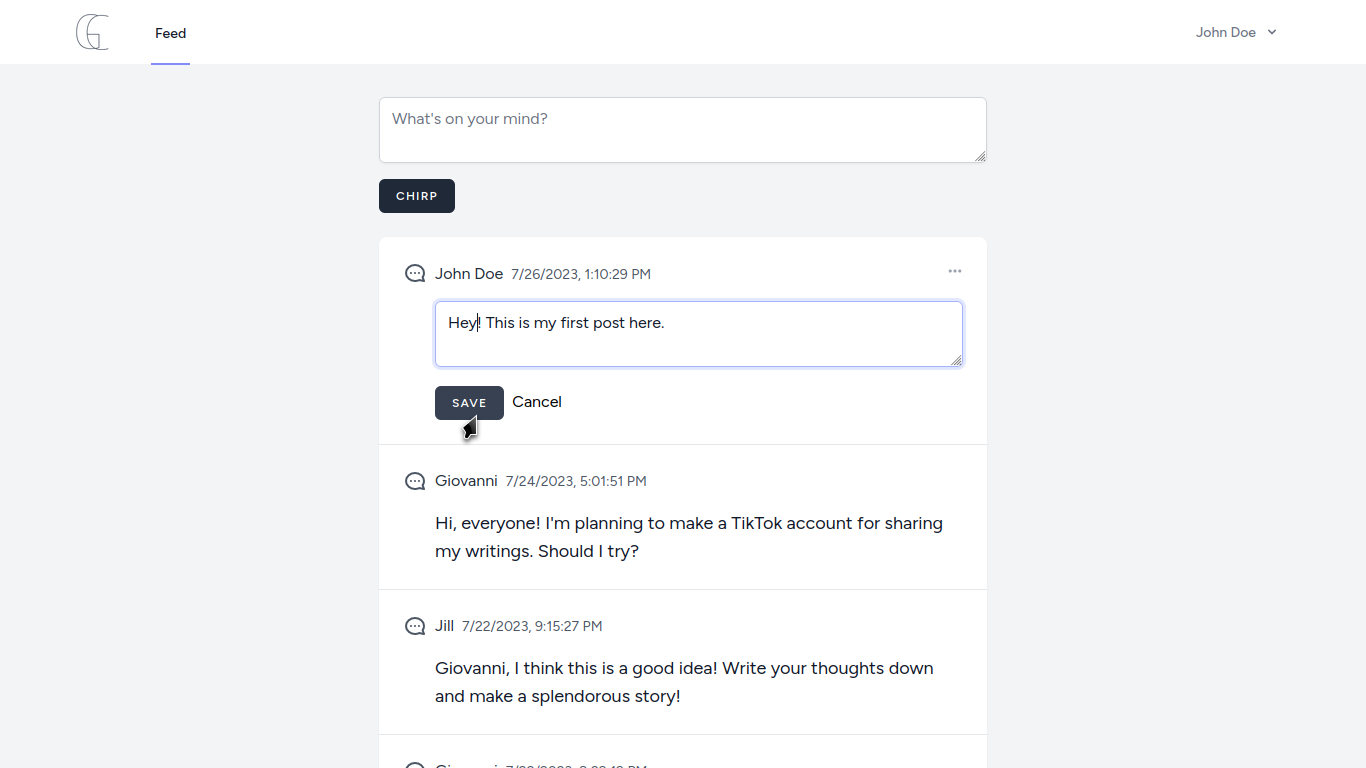 Feed
John Doe
What's on your mind?
CHIRP
John Doe 7/26/2023, 1:10:29 PM
Hey! This is my first post here.
SAVE Cancel
Giovanni 7/24/2023, 5:01:51 PM
Hi, everyone! I'm planning to make a TikTok account for sharing
my writings. Should I try?
Jill 7/22/2023, 9:15:27 PM
Giovanni, I think this is a good idea! Write your thoughts down
and make a splendorous story!